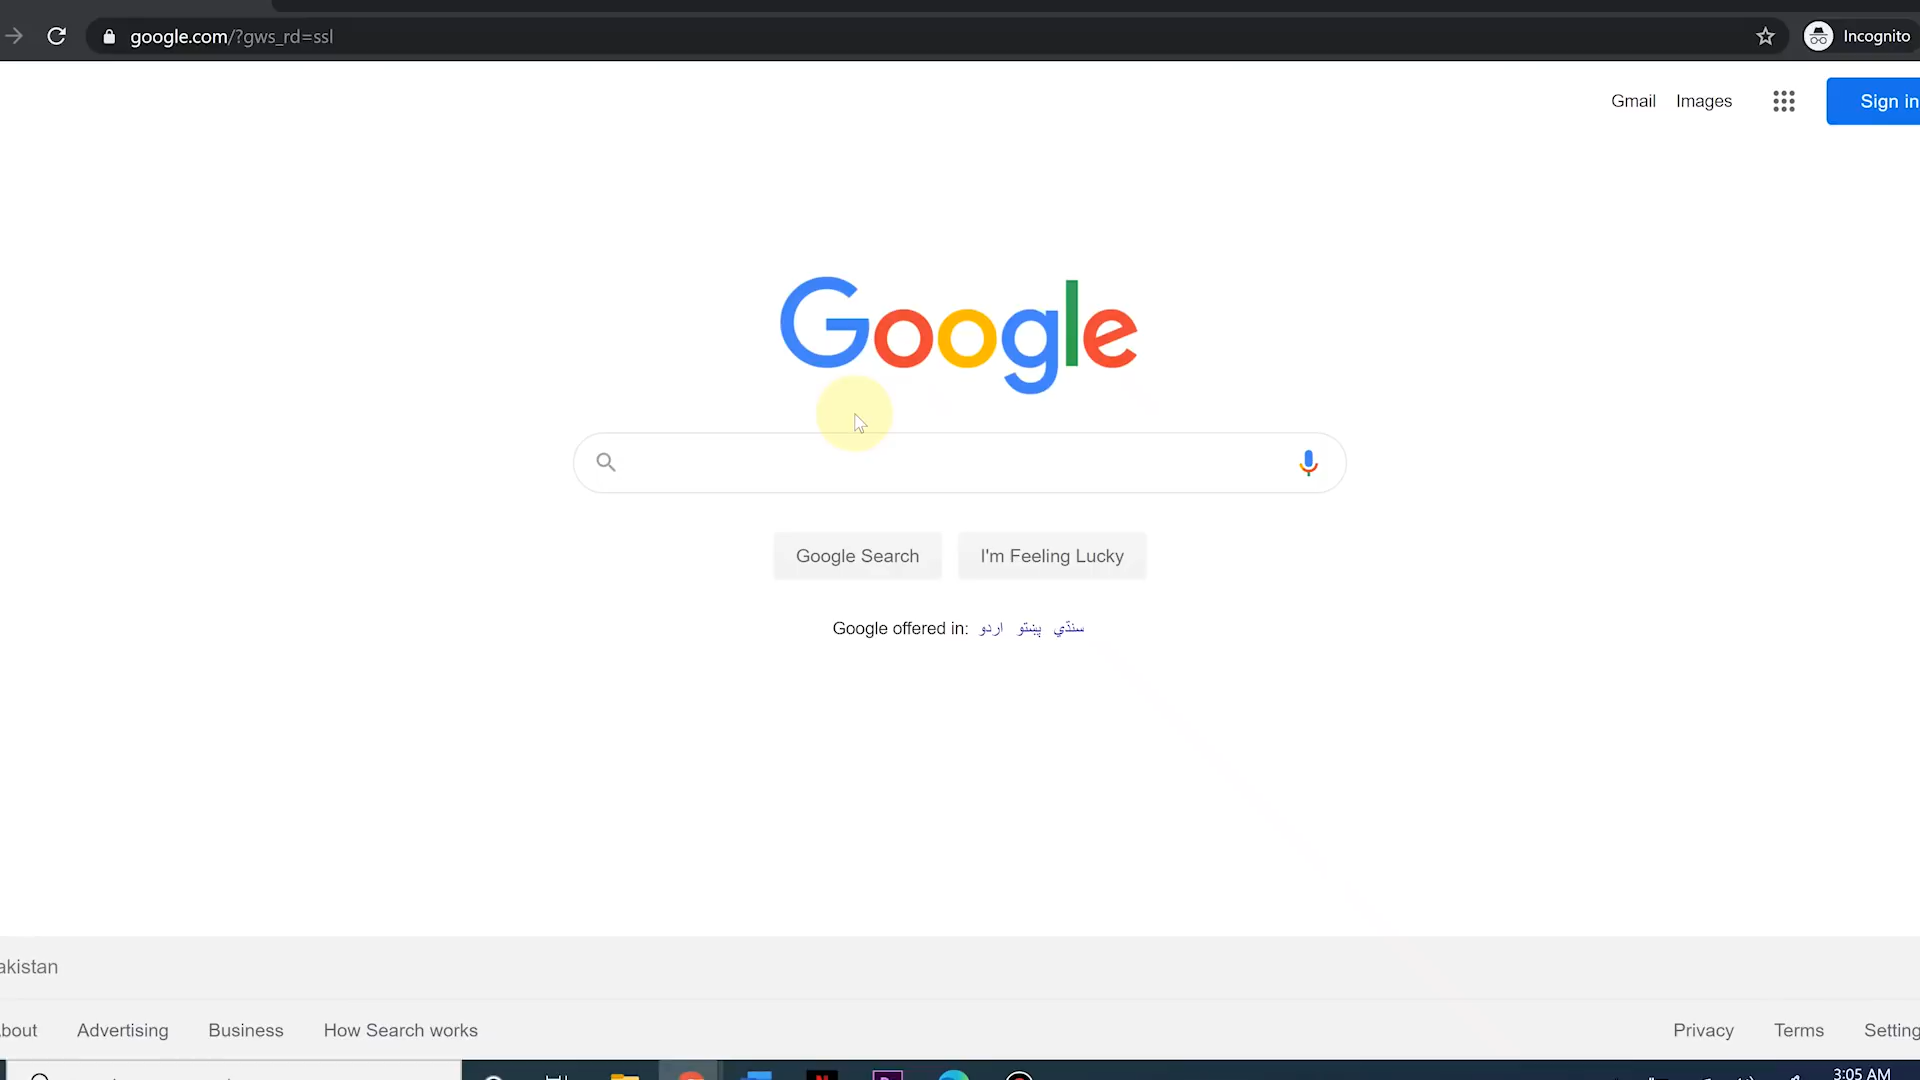 google.com/?gws_rd=ssl
Incognito
Gmail Images
Sign in
Google
Google Search I'm Feeling Lucky
Google offered in: اردو پښتو سنڌي
akistan
bout Advertising Business How Search works
Privacy Terms Setting
3:05 AM